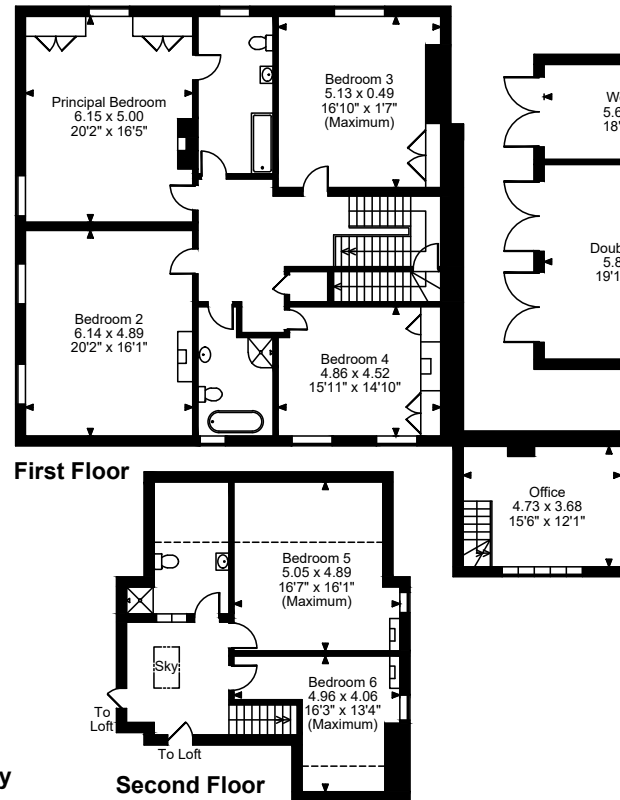 Principal Bedroom
6.15 x 5.00
20'2" x 16'5"
Bedroom 3
5.13 x 0.49
16'10" x 1'7"
(Maximum)
Bedroom 2
6.14 x 4.89
20'2" x 16'1"
Bedroom 4
4.86 x 4.52
15'11" x 14'10"
First Floor
Office
4.73 x 3.68
15'6" x 12'1"
Bedroom 5
5.05 x 4.89
16'7" x 16'1"
(Maximum)
Sky
Bedroom 6
4.96 x 4.06
16'3" x 13'4"
(Maximum)
To
Loft
To Loft
Second Floor